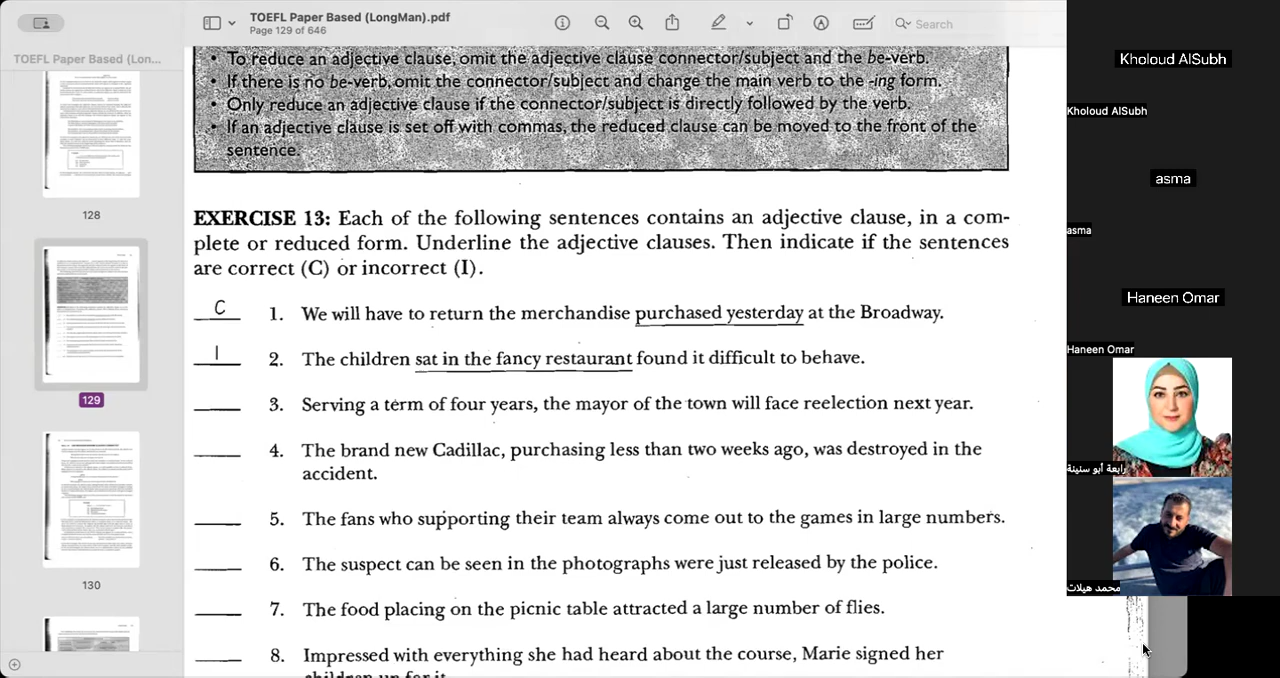 TOEFL Paper Based (LongMan).pdf
Page 129 of 646
Search
TOEFL Paper Based (Lon...
128
129
130
• To reduce an adjective clause, omit the adjective clause connector/subject and the be-verb.
• If there is no be-verb, omit the connector/subject and change the main verb to the -ing form
• Only reduce an adjective clause if the connector/subject is directly followed by the verb.
• If an adjective clause is set off with commas, the reduced clause can be moved to the front of the
sentence.
EXERCISE 13: Each of the following sentences contains an adjective clause, in a com-
plete or reduced form. Underline the adjective clauses. Then indicate if the sentences
are correct (C) or incorrect (I).
C 1. We will have to return the merchandise purchased yesterday at the Broadway.
I 2. The children sat in the fancy restaurant found it difficult to behave.
3. Serving a term of four years, the mayor of the town will face reelection next year.
4. The brand new Cadillac, purchasing less than two weeks ago, was destroyed in the
accident.
5. The fans who supporting their team always come out to the games in large numbers.
6. The suspect can be seen in the photographs were just released by the police.
7. The food placing on the picnic table attracted a large number of flies.
8. Impressed with everything she had heard about the course, Marie signed her
children up for it.
Kholoud AlSubh
Kholoud AlSubh
asma
asma
Haneen Omar
Haneen Omar
رابعة أبو سنينة
محمد هيلات